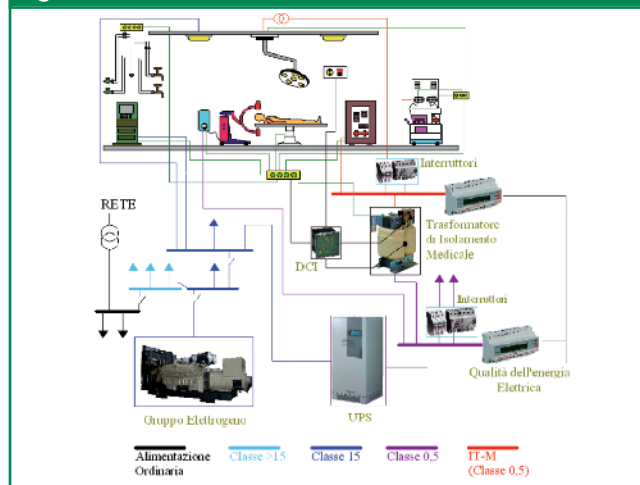 Interruttori
RETE
Trasformatore
di Isolamento
Medicale
DCI
Interruttori
Qualità dell'energia
Elettrica
Gruppo Elettrogeno
UPS
Alimentazione
Ordinaria
Classe >15
Classe 15
Classe 0,5
IT-M
(Classe 0,5)